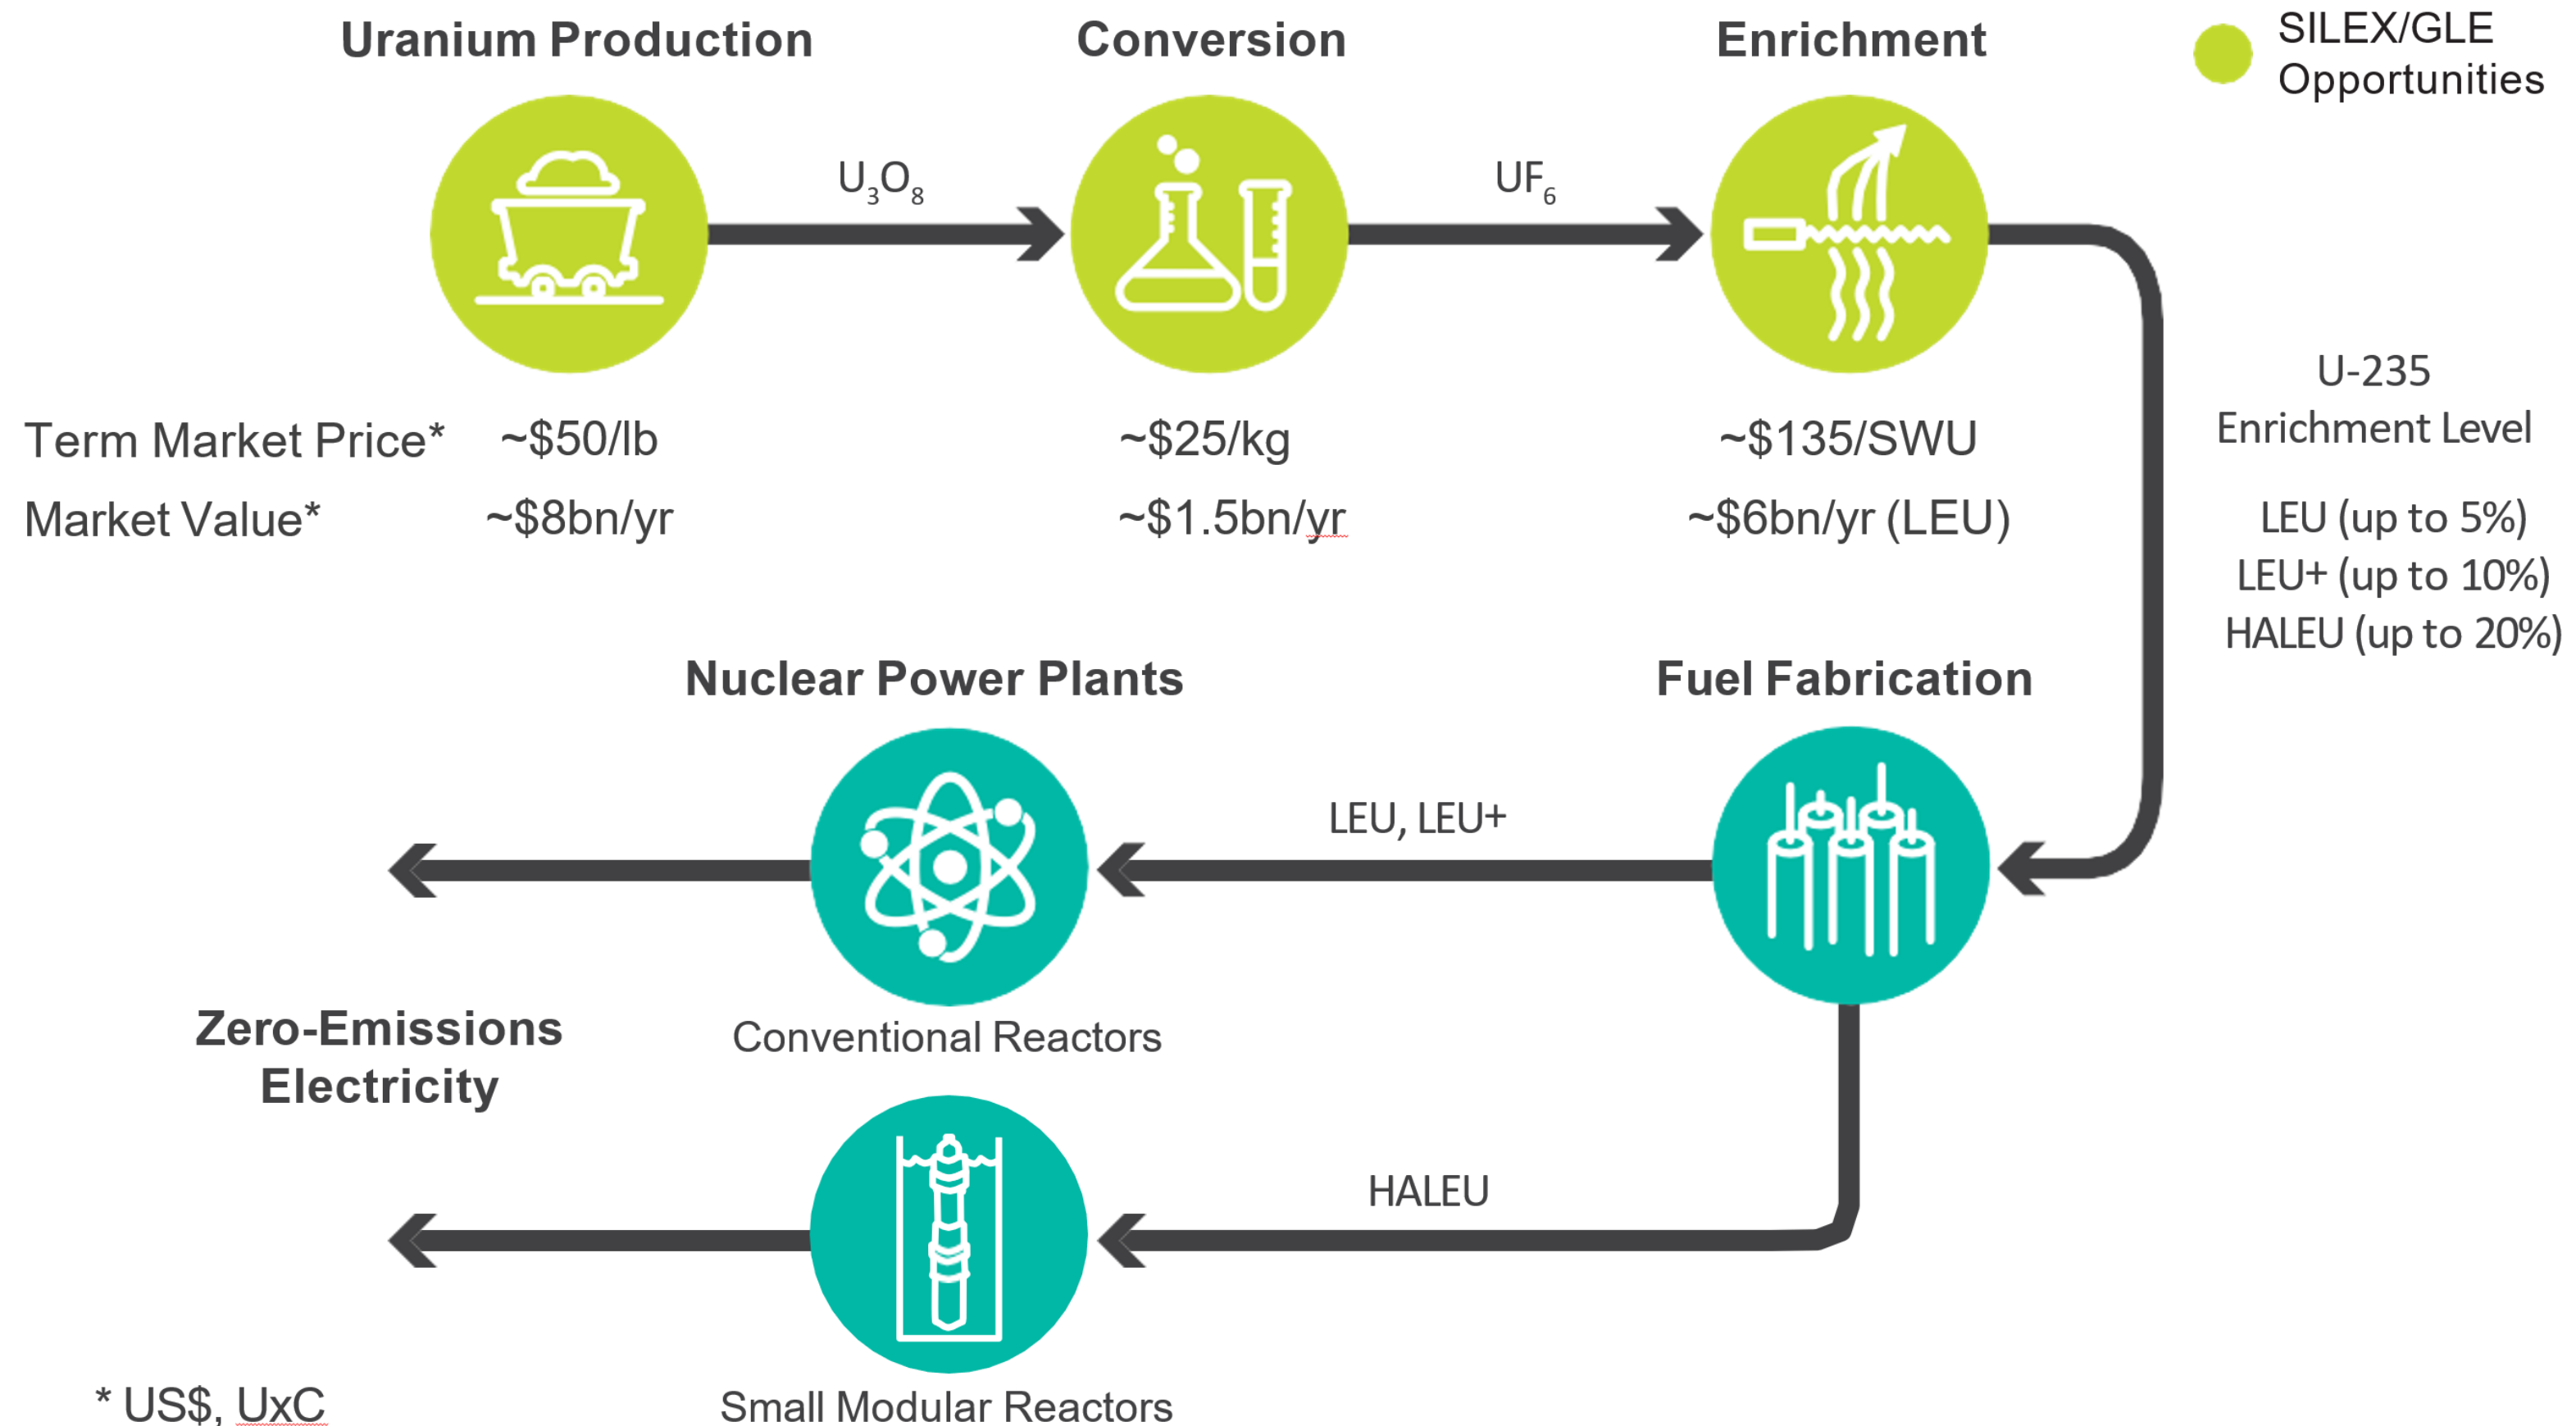 Uranium Production
Conversion
Enrichment
SILEX/GLE
Opportunities
U₃O₈
UF₆
Term Market Price* ~$50/lb ~$25/kg ~$135/SWU
Market Value* ~$8bn/yr ~$1.5bn/yr ~$6bn/yr (LEU)
U-235
Enrichment Level
LEU (up to 5%)
LEU+ (up to 10%)
HALEU (up to 20%)
Nuclear Power Plants
Fuel Fabrication
LEU, LEU+
Conventional Reactors
Zero-Emissions
Electricity
HALEU
Small Modular Reactors
* US$, UxC